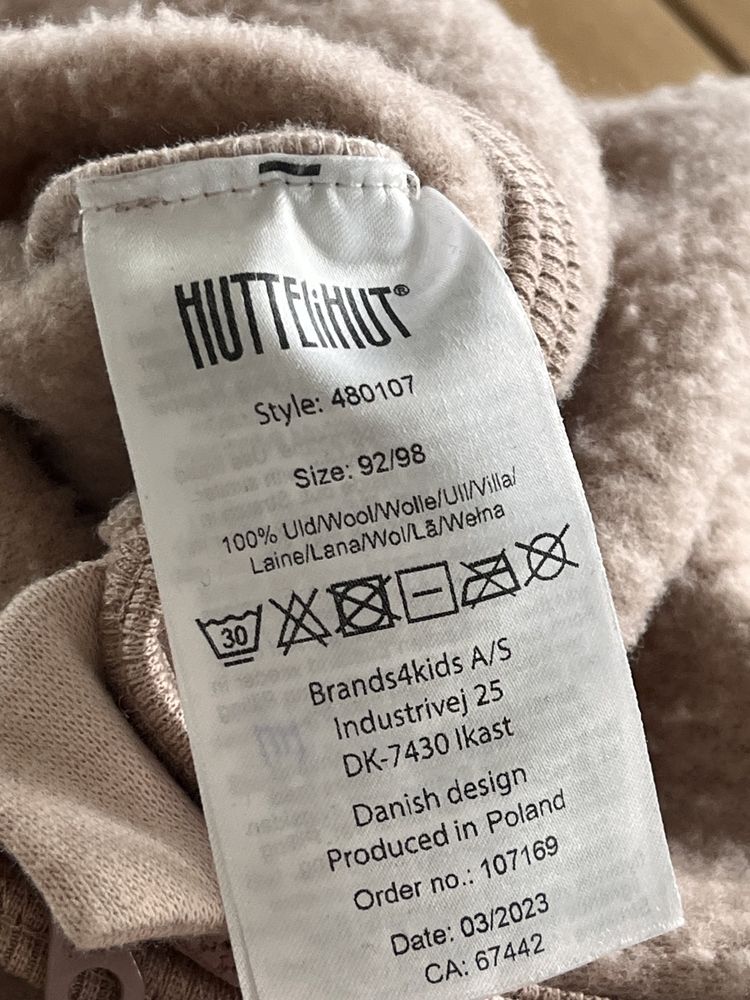 HUTTELiHUT®
Style: 480107
Size: 92/98
100% Uld/Wool/Wolle/Ull/Villa/
Laine/Lana/Wol/Lã/Wełna
30
Brands4kids A/S
Industrivej 25
DK-7430 Ikast
Danish design
Produced in Poland
Order no.: 107169
Date: 03/2023
CA: 67442